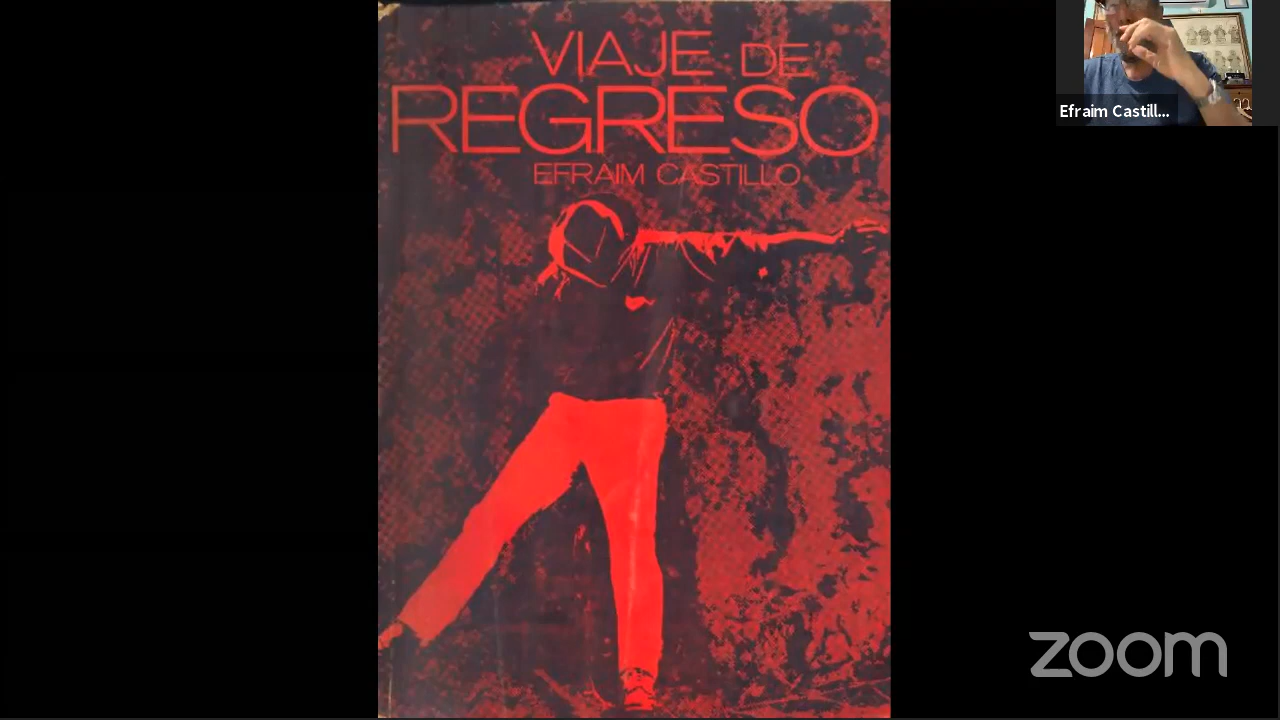 VIAJE DE
REGRESO
EFRAIM CASTILLO
Efraim Castill...
zoom